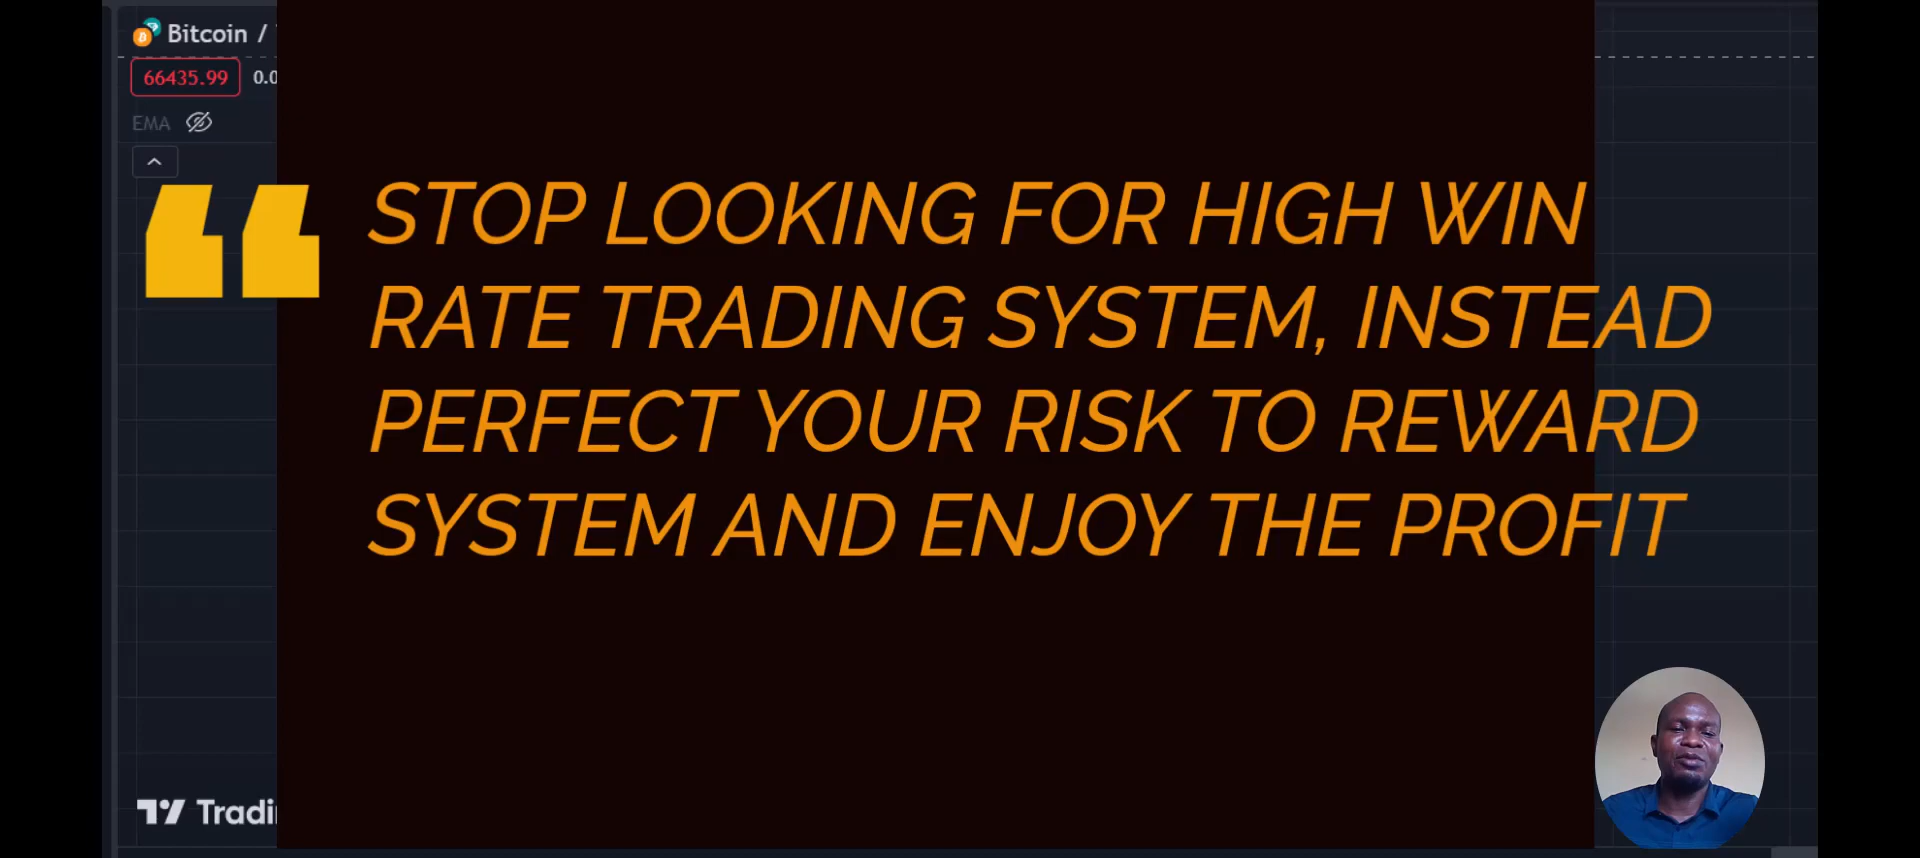 Bitcoin /
66435.99 0.0
EMA
STOP LOOKING FOR HIGH WIN
RATE TRADING SYSTEM, INSTEAD
PERFECT YOUR RISK TO REWARD
SYSTEM AND ENJOY THE PROFIT